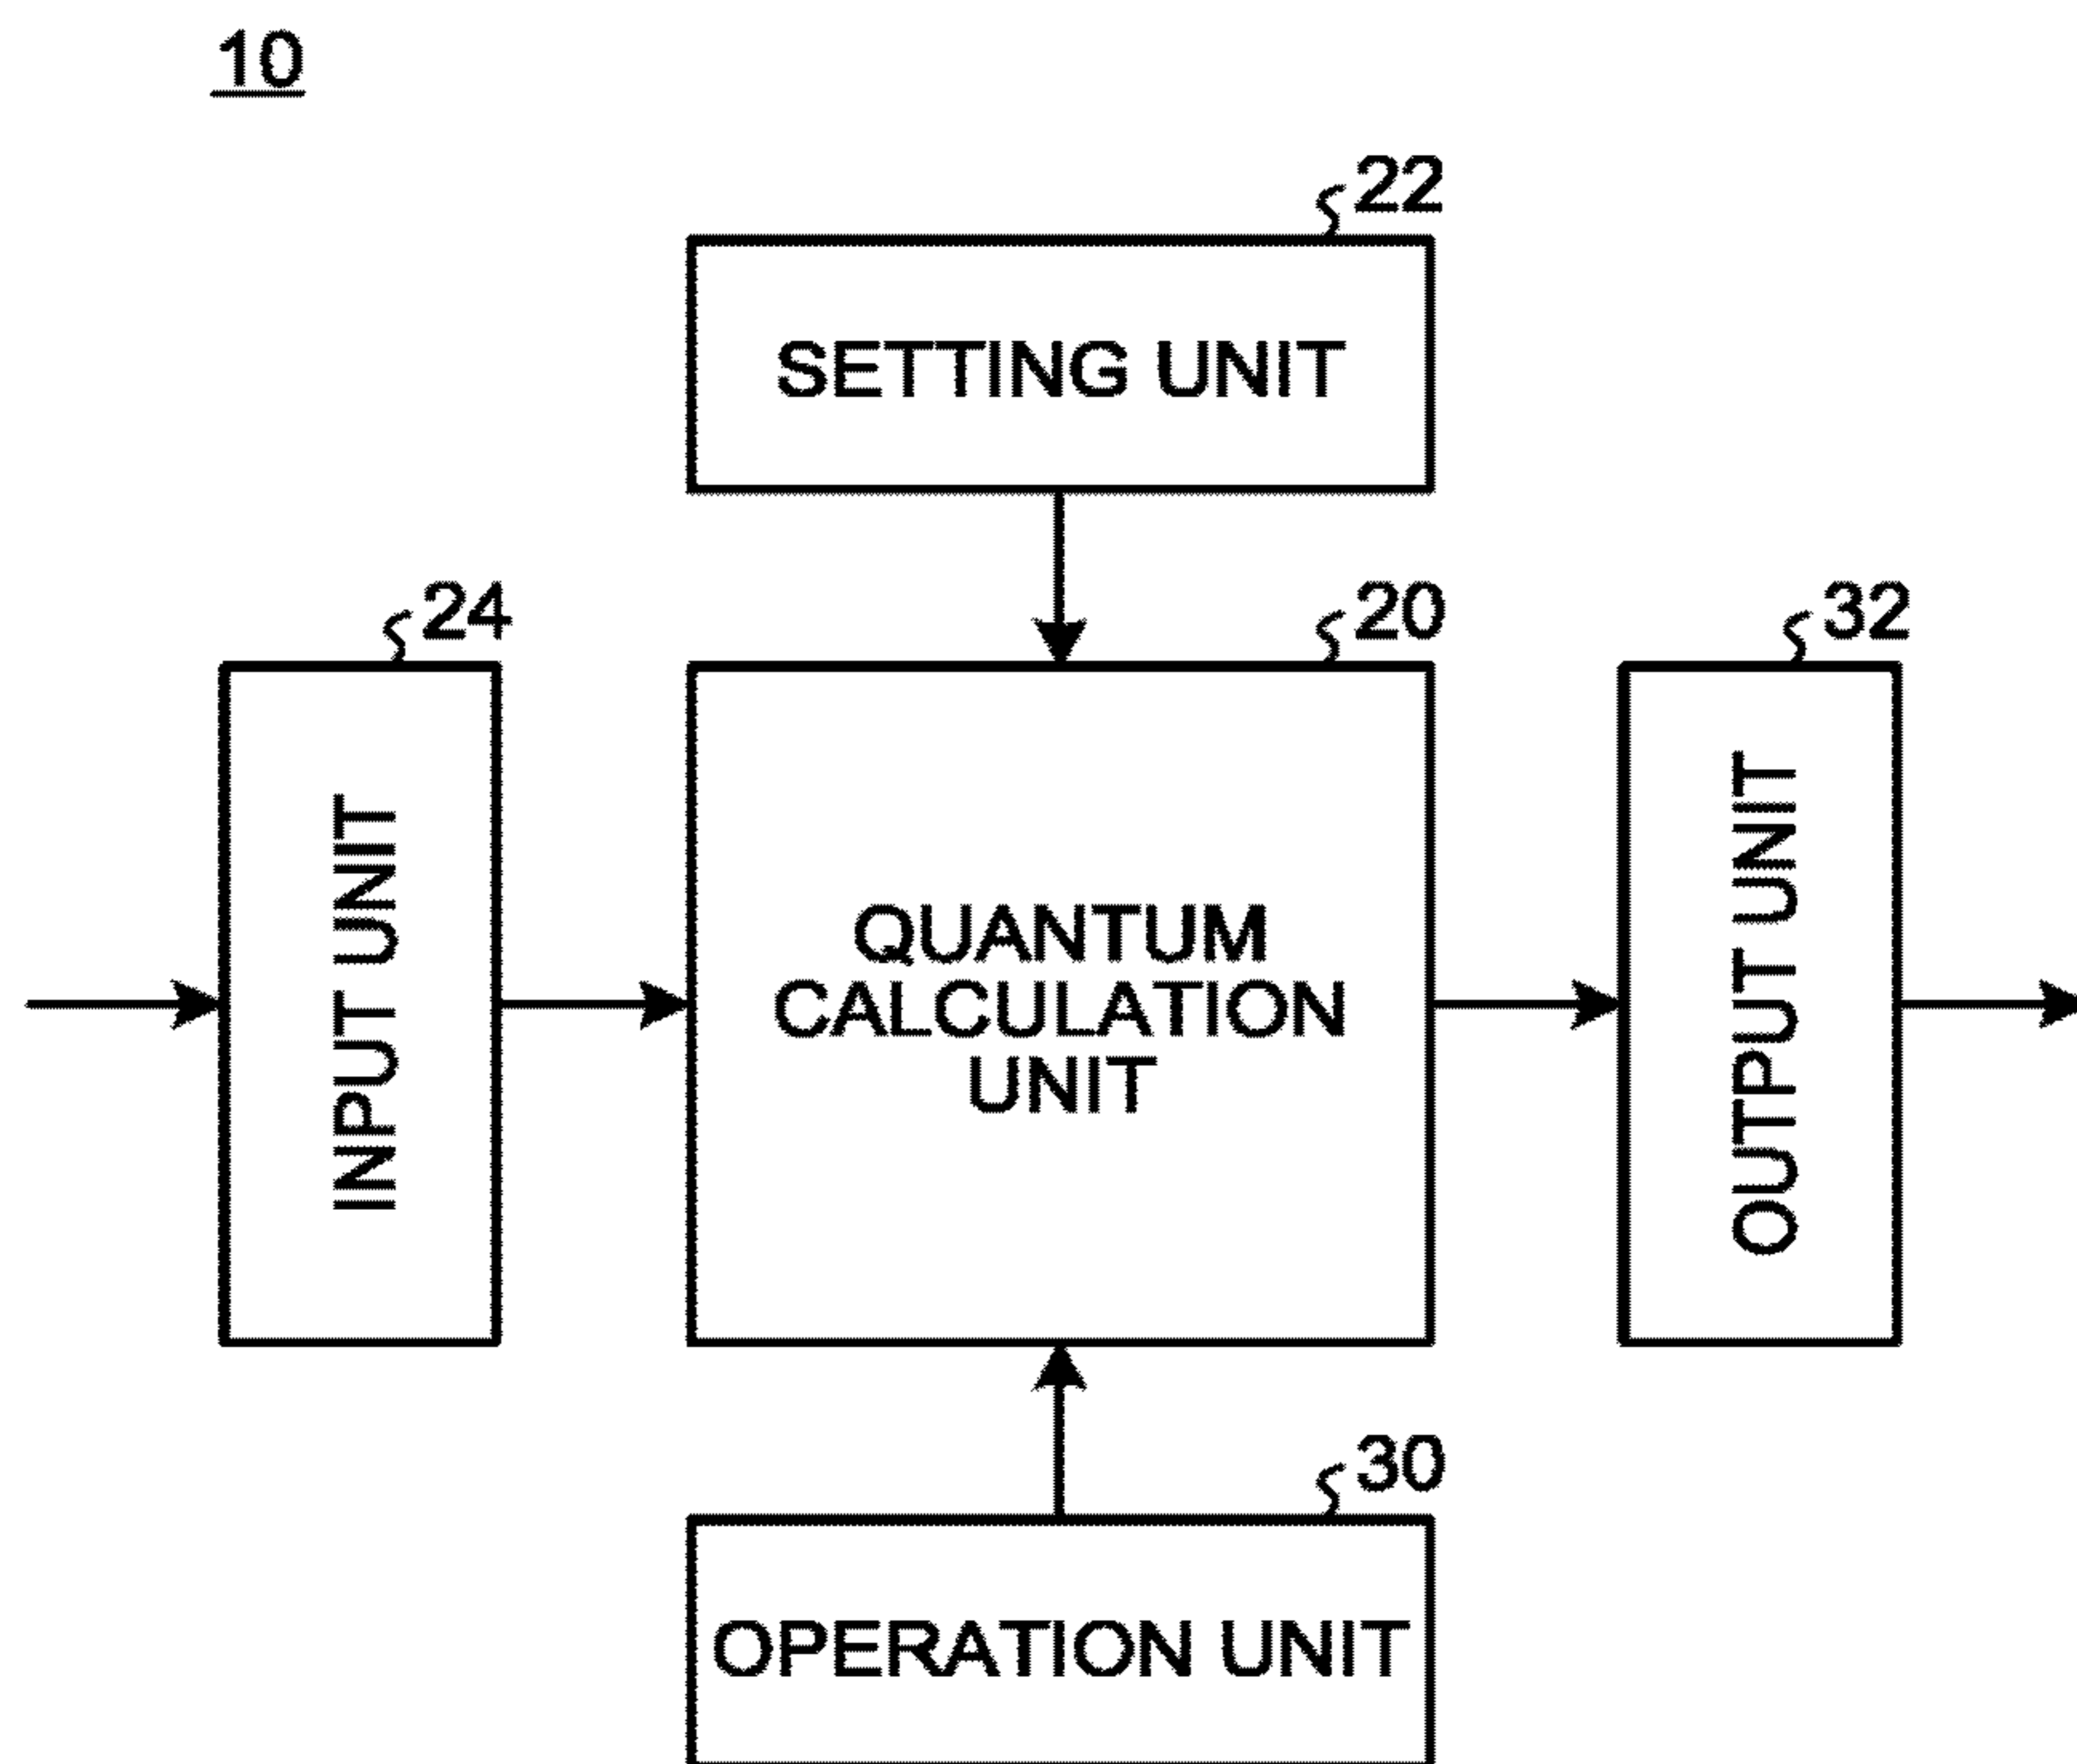 10
22
SETTING UNIT
24
20
32
INPUT UNIT
QUANTUM
CALCULATION
UNIT
OUTPUT UNIT
30
OPERATION UNIT